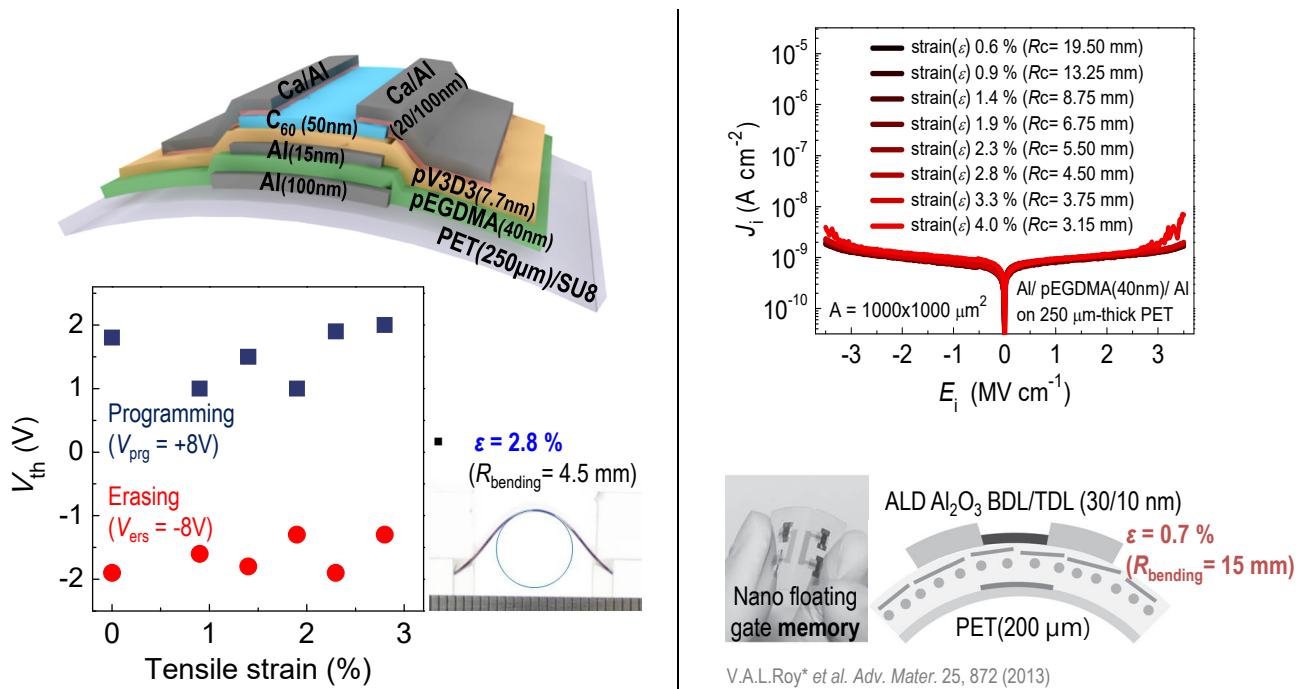 Ca/Al
Ca/Al
(20/100nm)
C60 (50nm)
Al(15nm)
Al(100nm)
pV3D3(7.7nm)
pEGDMA(40nm)
PET(250μm)/SU8
2
1
0
-1
-2
Vth (V)
Programming
(Vprg = +8V)
Erasing
(Vers = -8V)
0 1 2 3
Tensile strain (%)
ε = 2.8 %
(Rbending= 4.5 mm)
10-5
10-6
10-7
10-8
10-9
10-10
Ji (A cm-2)
strain(ε) 0.6 % (Rc= 19.50 mm)
strain(ε) 0.9 % (Rc= 13.25 mm)
strain(ε) 1.4 % (Rc= 8.75 mm)
strain(ε) 1.9 % (Rc= 6.75 mm)
strain(ε) 2.3 % (Rc= 5.50 mm)
strain(ε) 2.8 % (Rc= 4.50 mm)
strain(ε) 3.3 % (Rc= 3.75 mm)
strain(ε) 4.0 % (Rc= 3.15 mm)
A = 1000x1000 μm2
Al/ pEGDMA(40nm)/ Al
on 250 μm-thick PET
-3 -2 -1 0 1 2 3
Ei (MV cm-1)
Nano floating
gate memory
ALD Al2O3 BDL/TDL (30/10 nm)
ε = 0.7 %
(Rbending= 15 mm)
PET(200 μm)
V.A.L.Roy* et al. Adv. Mater. 25, 872 (2013)